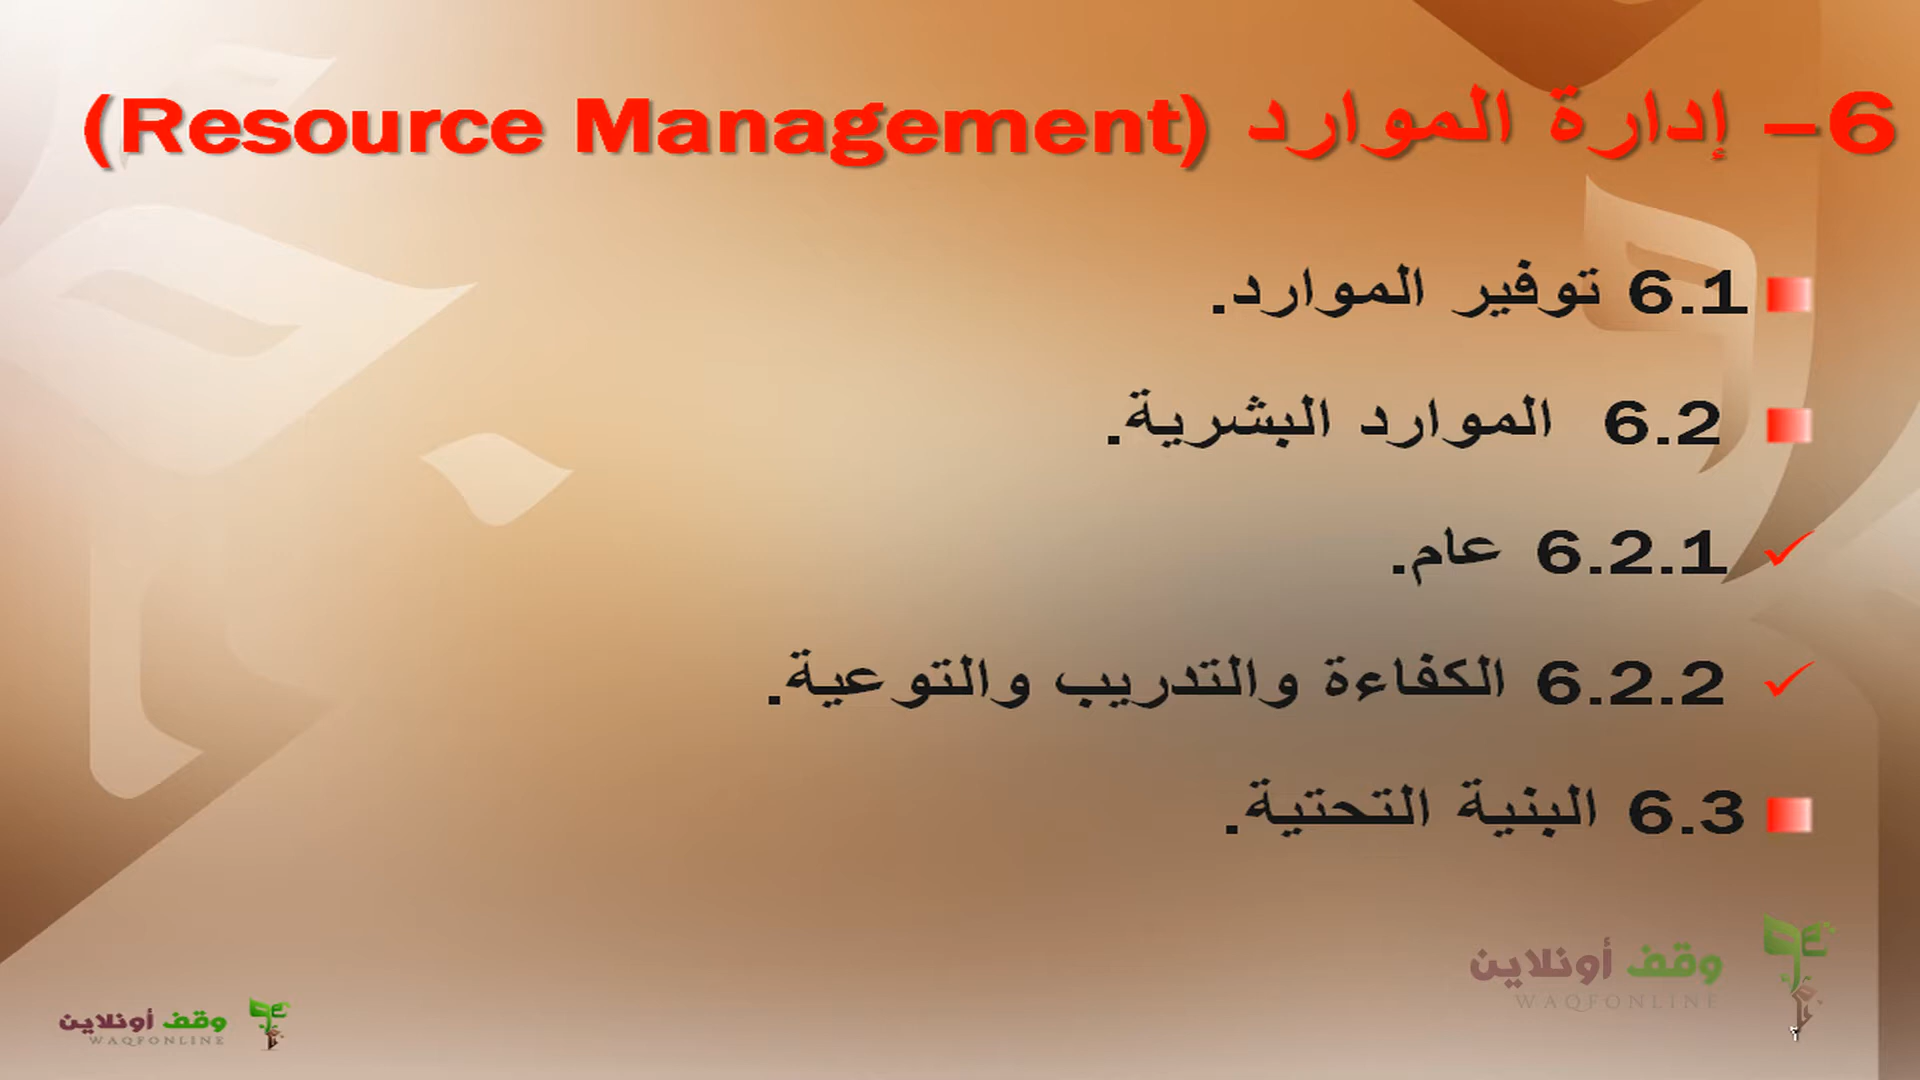 6– إدارة الموارد (Resource Management)
6.1 توفير الموارد.
6.2 الموارد البشرية.
6.2.1 عام.
6.2.2 الكفاءة والتدريب والتوعية.
6.3 البنية التحتية.
وقف أونلاين
WAQFONLINE
وقف أونلاين
WAQFONLINE